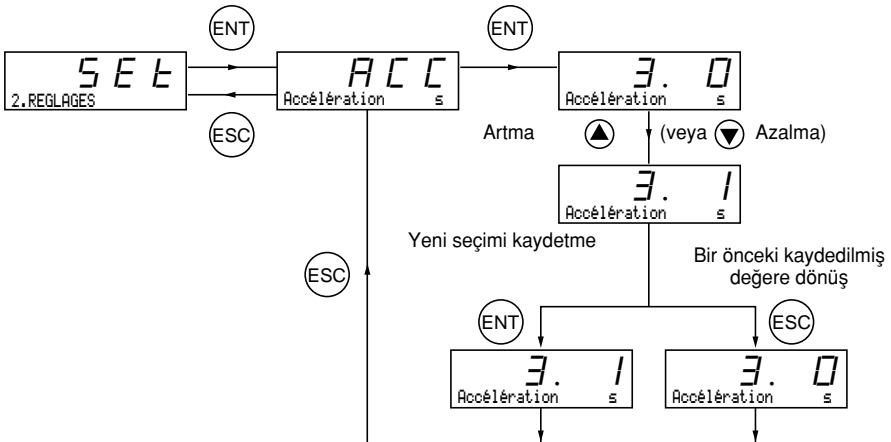 ENT
ENT
SEt
2.REGLAGES
ACC
Accélération s
3. 0
Accélération s
ESC
Artma (veya Azalma)
3. 1
Accélération s
Yeni seçimi kaydetme
Bir önceki kaydedilmiş
değere dönüş
ESC
ENT
ESC
3. 1
Accélération s
3. 0
Accélération s